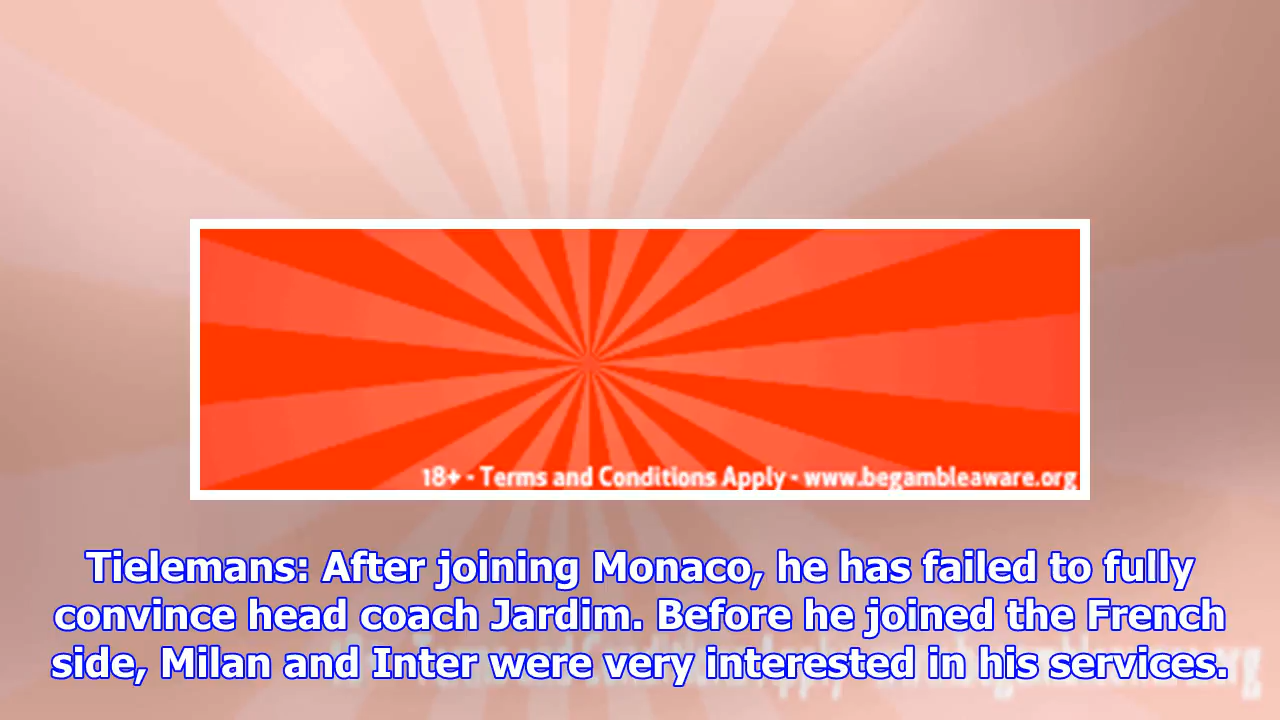 18+ - Terms and Conditions Apply - www.begambleaware.org
Tielemans: After joining Monaco, he has failed to fully
convince head coach Jardim. Before he joined the French
side, Milan and Inter were very interested in his services.